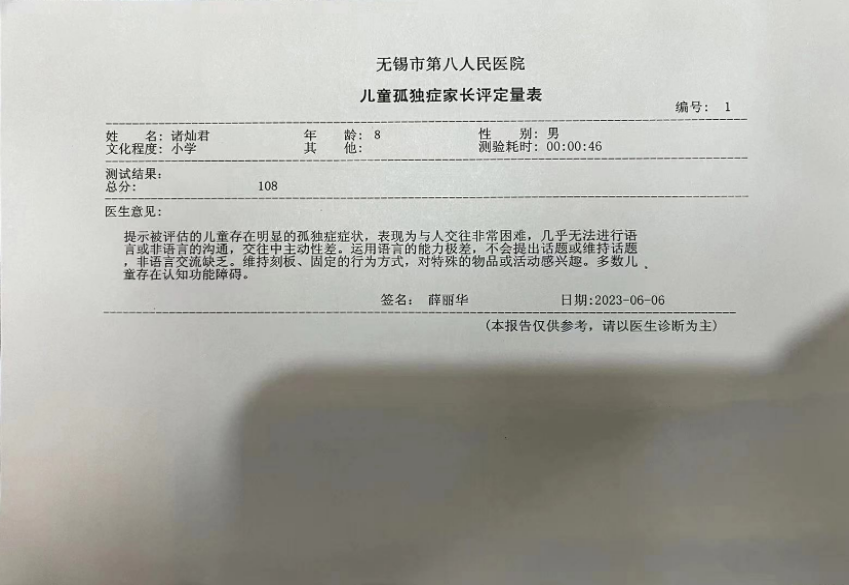 无锡市第八人民医院
儿童孤独症家长评定量表
编号: 1
姓 名: 诸灿君 年 龄: 8 性 别: 男
文化程度: 小学 其 他: 测验耗时: 00:00:46
测试结果:
总分: 108
医生意见:
提示被评估的儿童存在明显的孤独症症状，表现为与人交往非常困难，几乎无法进行语
言或非语言的沟通，交往中主动性差。运用语言的能力极差，不会提出话题或维持话题
，非语言交流缺乏。维持刻板、固定的行为方式，对特殊的物品或活动感兴趣。多数儿
童存在认知功能障碍。
签名: 薛丽华 日期:2023-06-06
(本报告仅供参考，请以医生诊断为主)